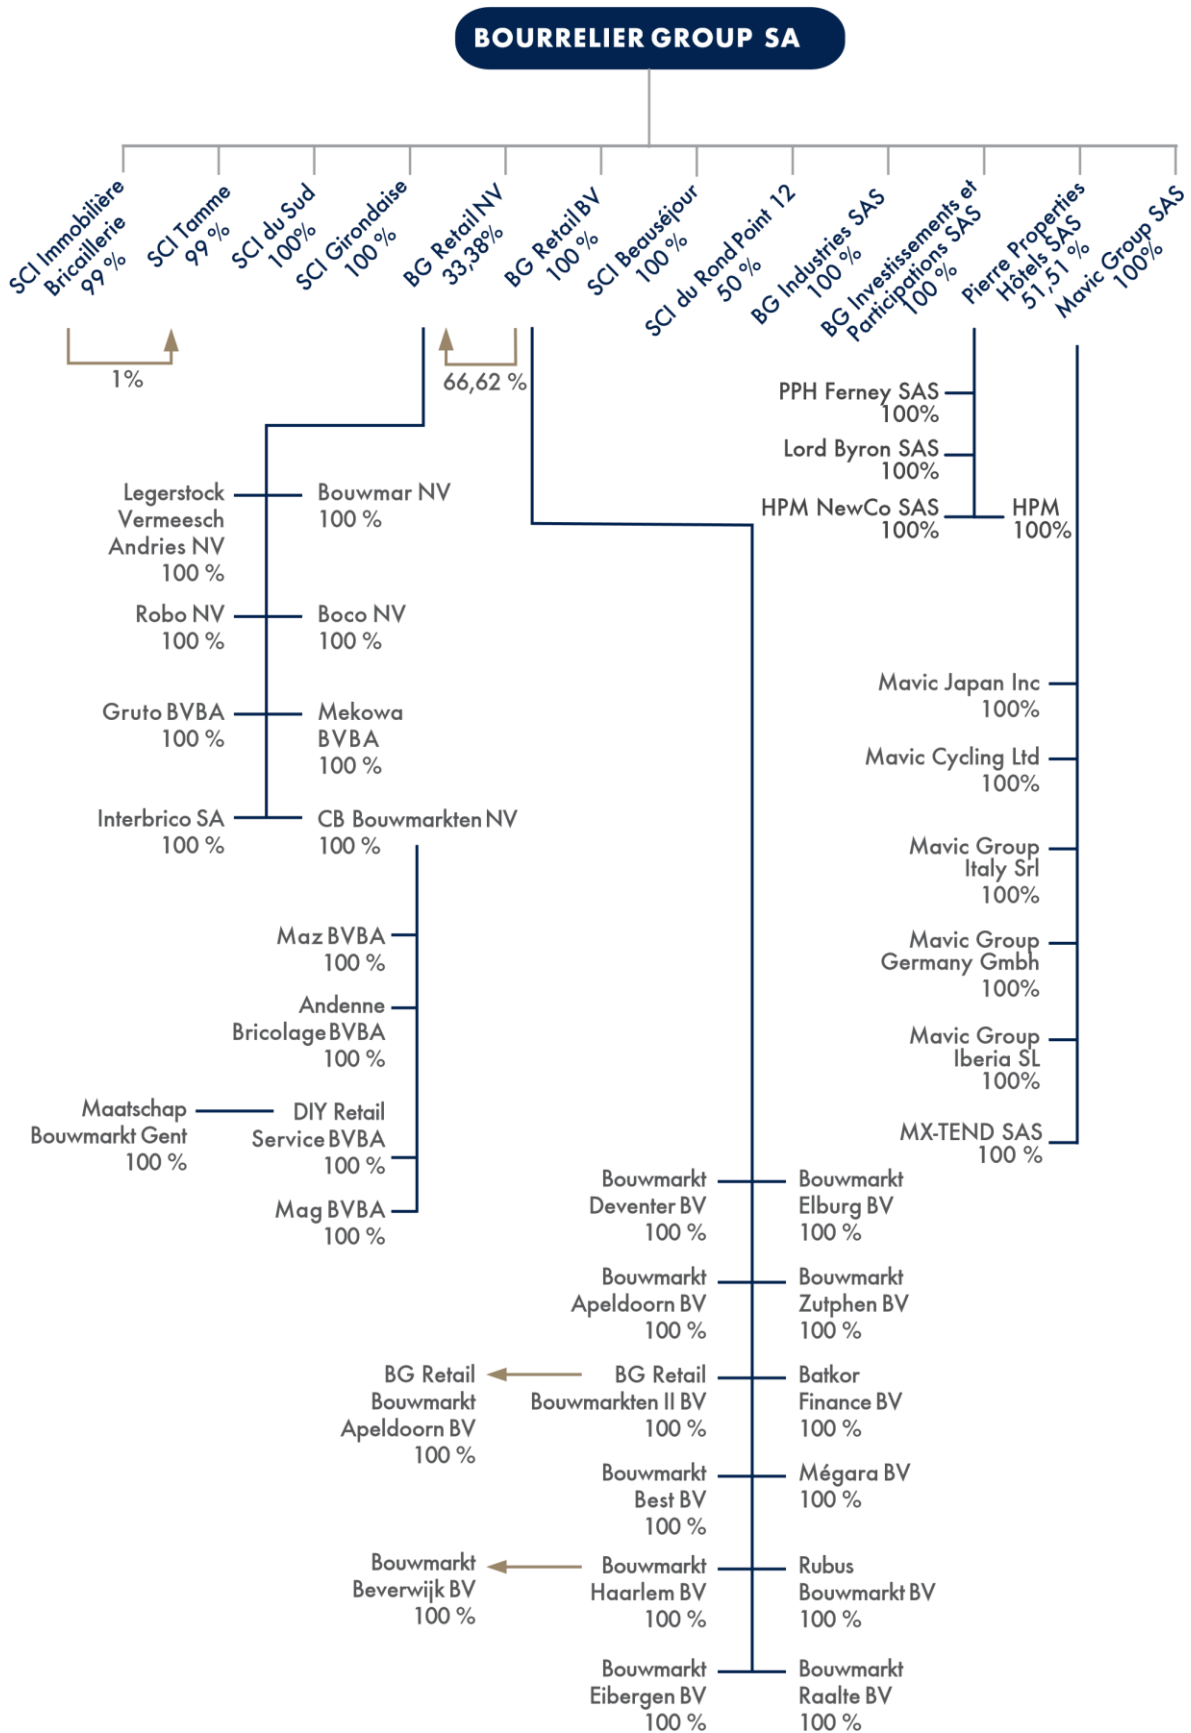 BOURRELIER GROUP SA
SCI Immobilière
Bricaillerie
99 %
SCI Tamme
99 %
SCI du Sud
100%
SCI Girondaise
100 %
BG Retail NV
33,38%
BG Retail BV
100 %
SCI Beauséjour
100 %
SCI du Rond Point 12
50 %
BG Industries SAS
100 %
BG Investissements et
Participations SAS
100 %
Pierre Properties
Hôtels SAS
51,51 %
Mavic Group SAS
100%
1%
66,62 %
PPH Ferney SAS
100%
Lord Byron SAS
100%
HPM NewCo SAS
100%
HPM
100%
Legerstock
Vermeesch
Andries NV
100 %
Bouwmar NV
100 %
Robo NV
100 %
Boco NV
100 %
Gruto BVBA
100 %
Mekowa
BVBA
100 %
Interbrico SA
100 %
CB Bouwmarkten NV
100 %
Mavic Japan Inc
100%
Mavic Cycling Ltd
100%
Mavic Group
Italy Srl
100%
Mavic Group
Germany Gmbh
100%
Mavic Group
Iberia SL
100%
MX-TEND SAS
100 %
Maz BVBA
100 %
Andenne
Bricolage BVBA
100 %
Maatschap
Bouwmarkt Gent
100 %
DIY Retail
Service BVBA
100 %
Mag BVBA
100 %
Bouwmarkt
Deventer BV
100 %
Bouwmarkt
Elburg BV
100 %
Bouwmarkt
Apeldoorn BV
100 %
Bouwmarkt
Zutphen BV
100 %
BG Retail
Bouwmarkt
Apeldoorn BV
100 %
BG Retail
Bouwmarkten II BV
100 %
Batkor
Finance BV
100 %
Bouwmarkt
Best BV
100 %
Mégara BV
100 %
Bouwmarkt
Beverwijk BV
100 %
Bouwmarkt
Haarlem BV
100 %
Rubus
Bouwmarkt BV
100 %
Bouwmarkt
Eibergen BV
100 %
Bouwmarkt
Raalte BV
100 %